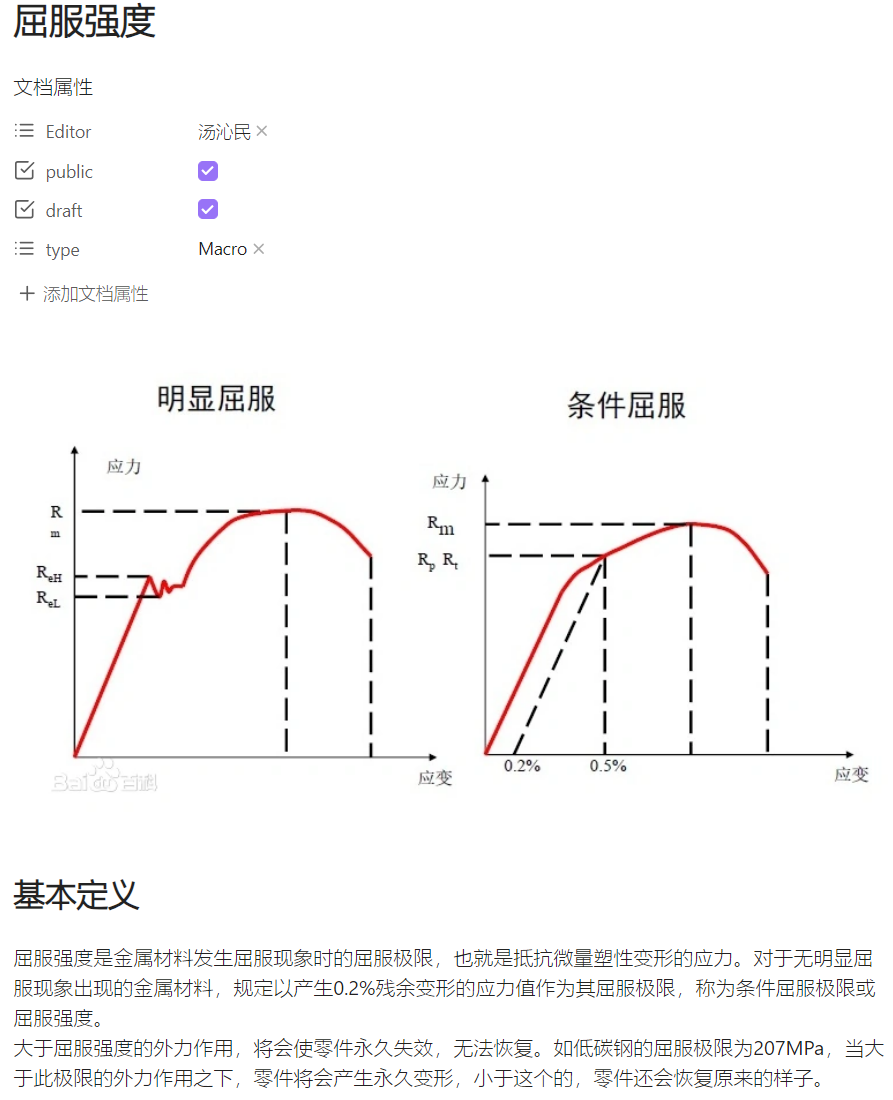 屈服强度
文档属性
Editor 汤沁民 ×
public
draft
type Macro ×
+ 添加文档属性
明显屈服
条件屈服
应力
应力
R
m
Rm
Rp Rt
ReH
ReL
0.2%
0.5%
应变
应变
Baidu百科
基本定义
屈服强度是金属材料发生屈服现象时的屈服极限，也就是抵抗微量塑性变形的应力。对于无明显屈
服现象出现的金属材料，规定以产生0.2%残余变形的应力值作为其屈服极限，称为条件屈服极限或
屈服强度。
大于屈服强度的外力作用，将会使零件永久失效，无法恢复。如低碳钢的屈服极限为207MPa，当大
于此极限的外力作用之下，零件将会产生永久变形，小于这个的，零件还会恢复原来的样子。